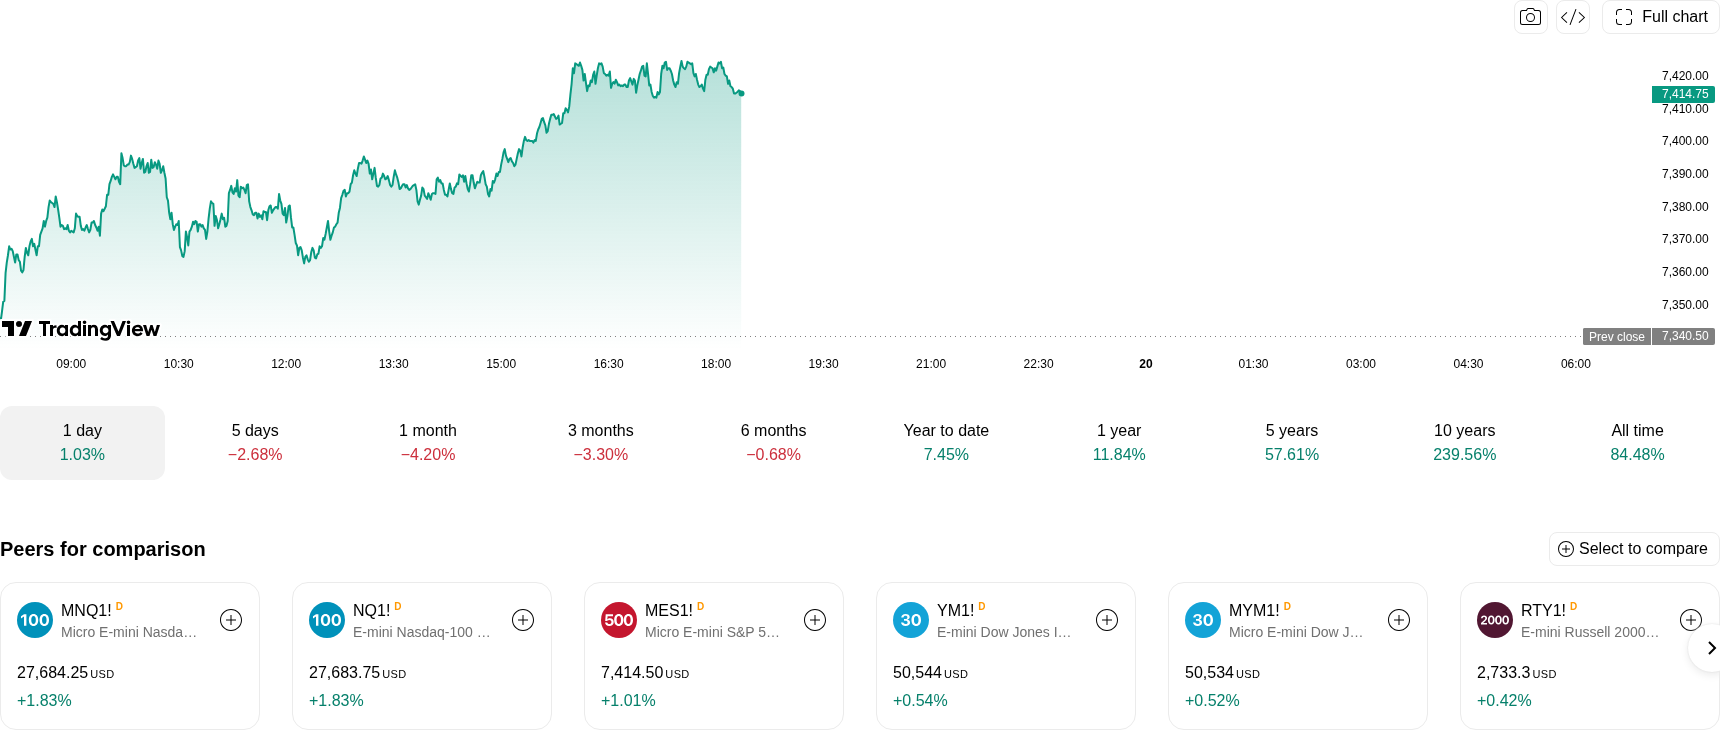 Full chart
7,420.00
7,414.75
7,410.00
7,400.00
7,390.00
7,380.00
7,370.00
7,360.00
7,350.00
TradingView
Prev close 7,340.50
09:00 10:30 12:00 13:30 15:00 16:30 18:00 19:30 21:00 22:30 20 01:30 03:00 04:30 06:00
1 day 5 days 1 month 3 months 6 months Year to date 1 year 5 years 10 years All time
1.03% −2.68% −4.20% −3.30% −0.68% 7.45% 11.84% 57.61% 239.56% 84.48%
Peers for comparison
Select to compare
100 MNQ1! D
Micro E-mini Nasda…
27,684.25 USD
+1.83%
100 NQ1! D
E-mini Nasdaq-100 …
27,683.75 USD
+1.83%
500 MES1! D
Micro E-mini S&P 5…
7,414.50 USD
+1.01%
30 YM1! D
E-mini Dow Jones I…
50,544 USD
+0.54%
30 MYM1! D
Micro E-mini Dow J…
50,534 USD
+0.52%
2000 RTY1! D
E-mini Russell 2000…
2,733.3 USD
+0.42%